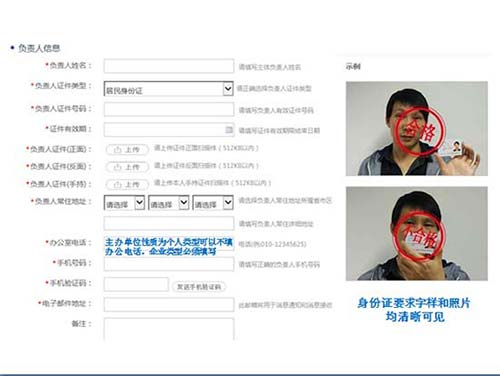 负责人信息
*负责人姓名：
请填写主体负责人姓名
*负责人证件类型：
居民身份证
请正确选择负责人证件类型
*负责人证件号码：
请填写负责人有效证件号码
*证件有效期：
请填写证件有效期限结束日期
*负责人证件(正面)：
上传
请上传证件正面扫描件（512KB以内）
*负责人证件(反面)：
上传
请上传证件反面扫描件（512KB以内）
*负责人证件(手持)：
上传
请上传本人手持证件扫描件（512KB以内）
*负责人常住地址：
请选择 请选择 请选择
请选择负责人常住地址所在省市区
请填写负责人常住详细地址
*办公室电话：
主办单位性质为个人类型可以不填
办公电话，企业类型必须填写
电话(例:010-12345625)
*手机号码：
请填写正确的负责人手机号码
*手机验证码：
发送手机验证码
*电子邮件地址：
此邮箱将用于消息通知和消息接收
备注：
示例
合格
不合格
身份证要求字样和照片
均清晰可见